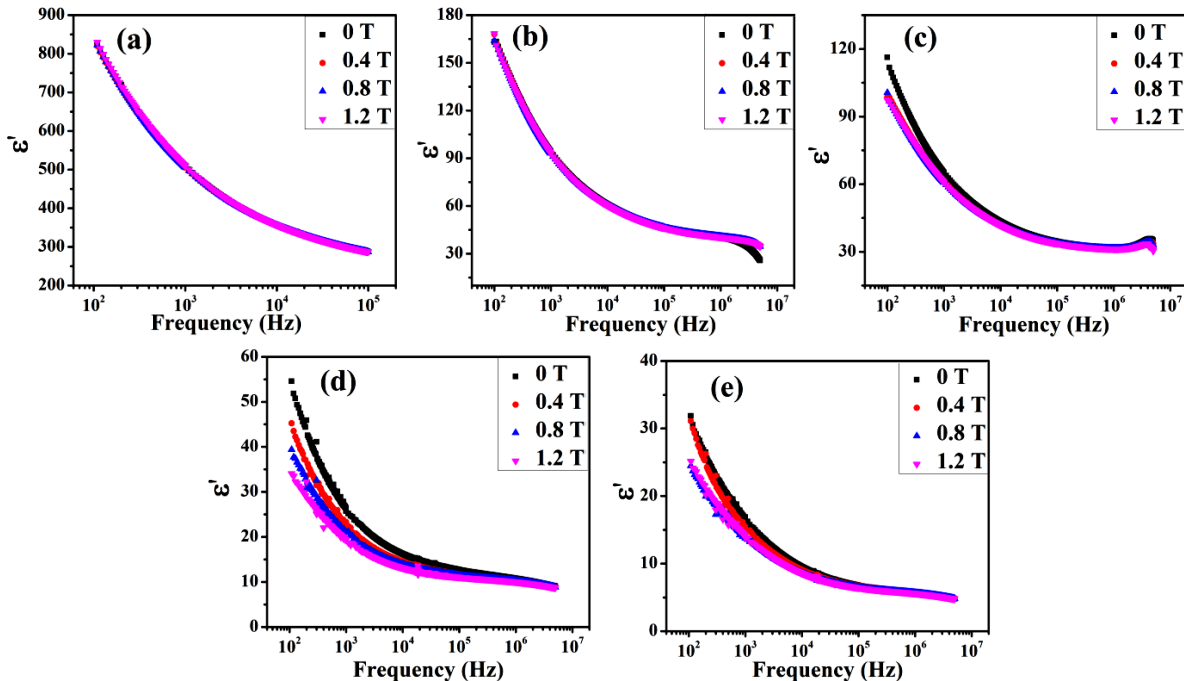 (a)
0 T
0.4 T
0.8 T
1.2 T
900
800
700
600
500
400
300
200
ε'
10² 10³ 10⁴ 10⁵
Frequency (Hz)
(b)
0 T
0.4 T
0.8 T
1.2 T
180
150
120
90
60
30
ε'
10² 10³ 10⁴ 10⁵ 10⁶ 10⁷
Frequency (Hz)
(c)
0 T
0.4 T
0.8 T
1.2 T
120
90
60
30
ε'
10² 10³ 10⁴ 10⁵ 10⁶ 10⁷
Frequency (Hz)
(d)
0 T
0.4 T
0.8 T
1.2 T
60
50
40
30
20
10
0
ε'
10² 10³ 10⁴ 10⁵ 10⁶ 10⁷
Frequency (Hz)
(e)
0 T
0.4 T
0.8 T
1.2 T
40
30
20
10
0
ε'
10² 10³ 10⁴ 10⁵ 10⁶ 10⁷
Frequency (Hz)